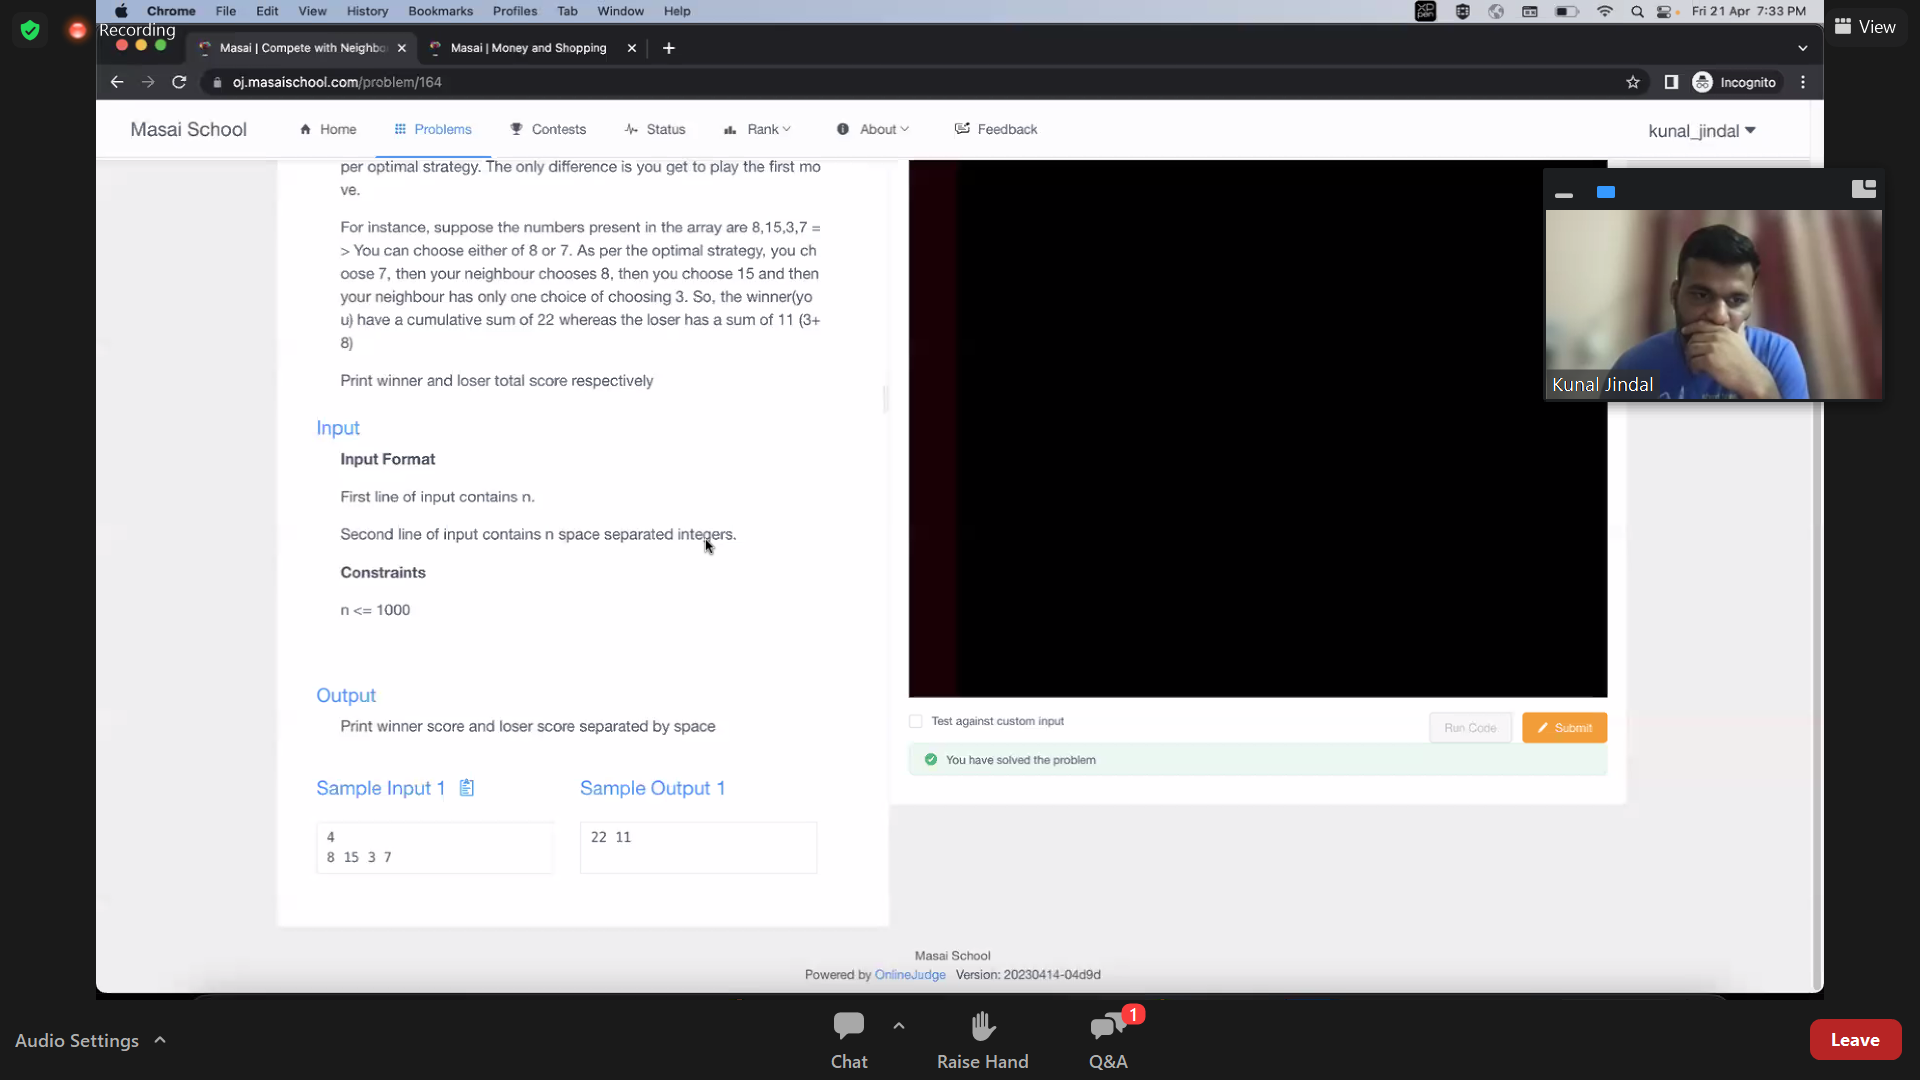 Chrome File Edit View History Bookmarks Profiles Tab Window Help
XP pen
Fri 21 Apr 7:33 PM
Recording
View
Masai | Compete with Neighbo
Masai | Money and Shopping
oj.masaischool.com/problem/164
Incognito
Masai School
Home
Problems
Contests
Status
Rank
About
Feedback
kunal_jindal
per optimal strategy. The only difference is you get to play the first mo
ve.
For instance, suppose the numbers present in the array are 8,15,3,7 =
> You can choose either of 8 or 7. As per the optimal strategy, you ch
oose 7, then your neighbour chooses 8, then you choose 15 and then
your neighbour has only one choice of choosing 3. So, the winner(yo
u) have a cumulative sum of 22 whereas the loser has a sum of 11 (3+
8)
Print winner and loser total score respectively
Input
Input Format
First line of input contains n.
Second line of input contains n space separated integers.
Constraints
n <= 1000
Output
Print winner score and loser score separated by space
Sample Input 1
Sample Output 1
4
8 15 3 7
22 11
Kunal Jindal
Test against custom input
Run Code
Submit
You have solved the problem
Masai School
Powered by OnlineJudge Version: 20230414-04d9d
Audio Settings
Chat
Raise Hand
Q&A
1
Leave